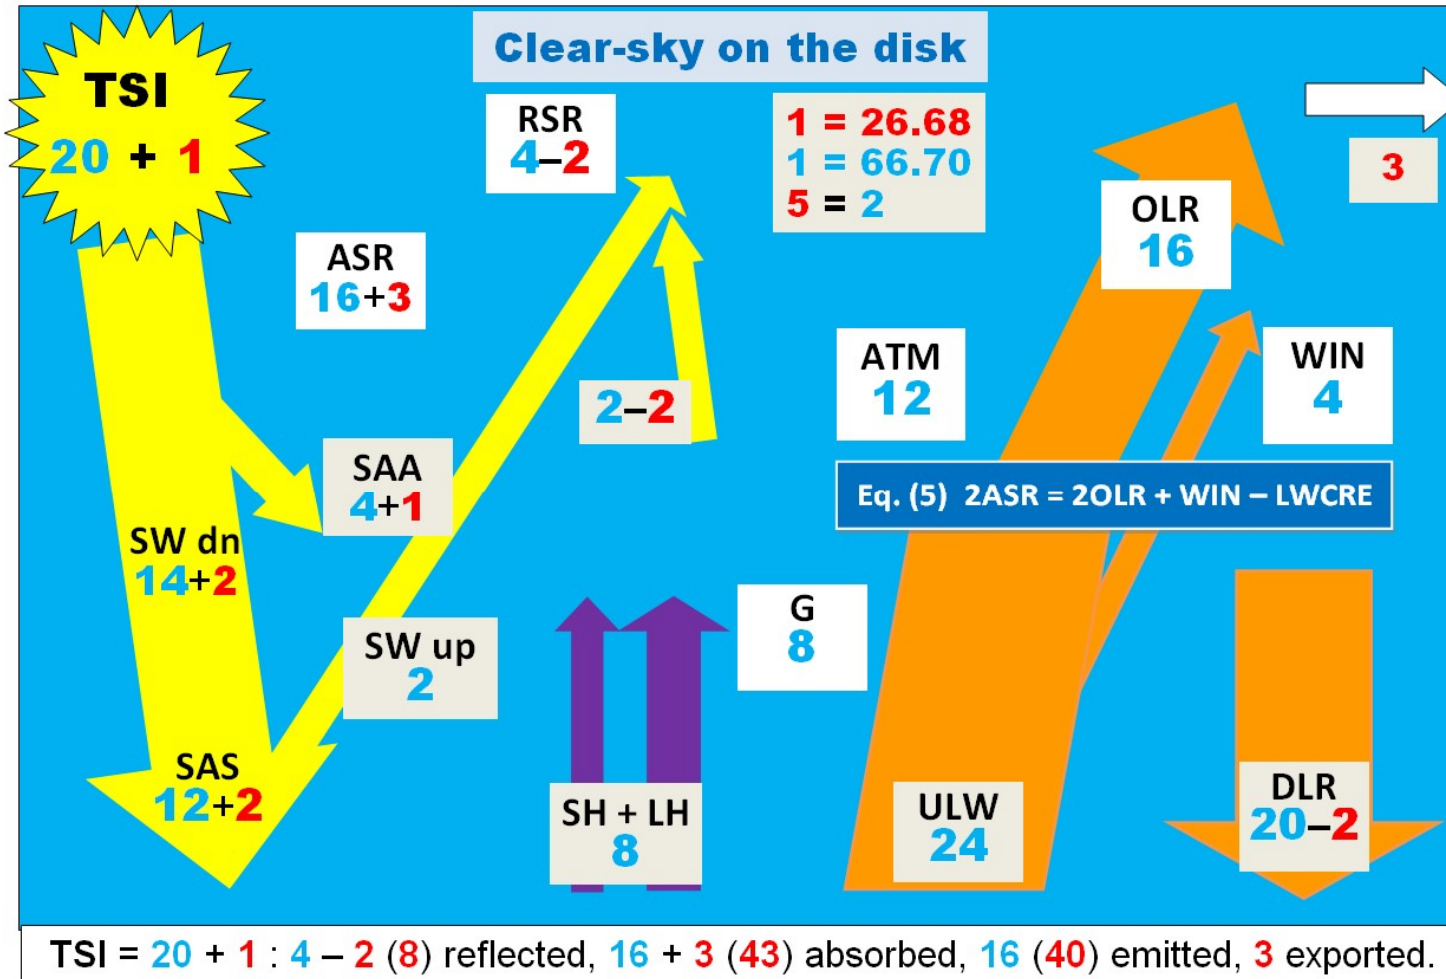 Clear-sky on the disk
TSI
20 + 1
RSR
4–2
1 = 26.68
1 = 66.70
5 = 2
3
OLR
16
ASR
16+3
ATM
12
WIN
4
2–2
SAA
4+1
Eq. (5) 2ASR = 2OLR + WIN – LWCRE
SW dn
14+2
G
8
SW up
2
SAS
12+2
SH + LH
8
ULW
24
DLR
20–2
TSI = 20 + 1 : 4 – 2 (8) reflected, 16 + 3 (43) absorbed, 16 (40) emitted, 3 exported.